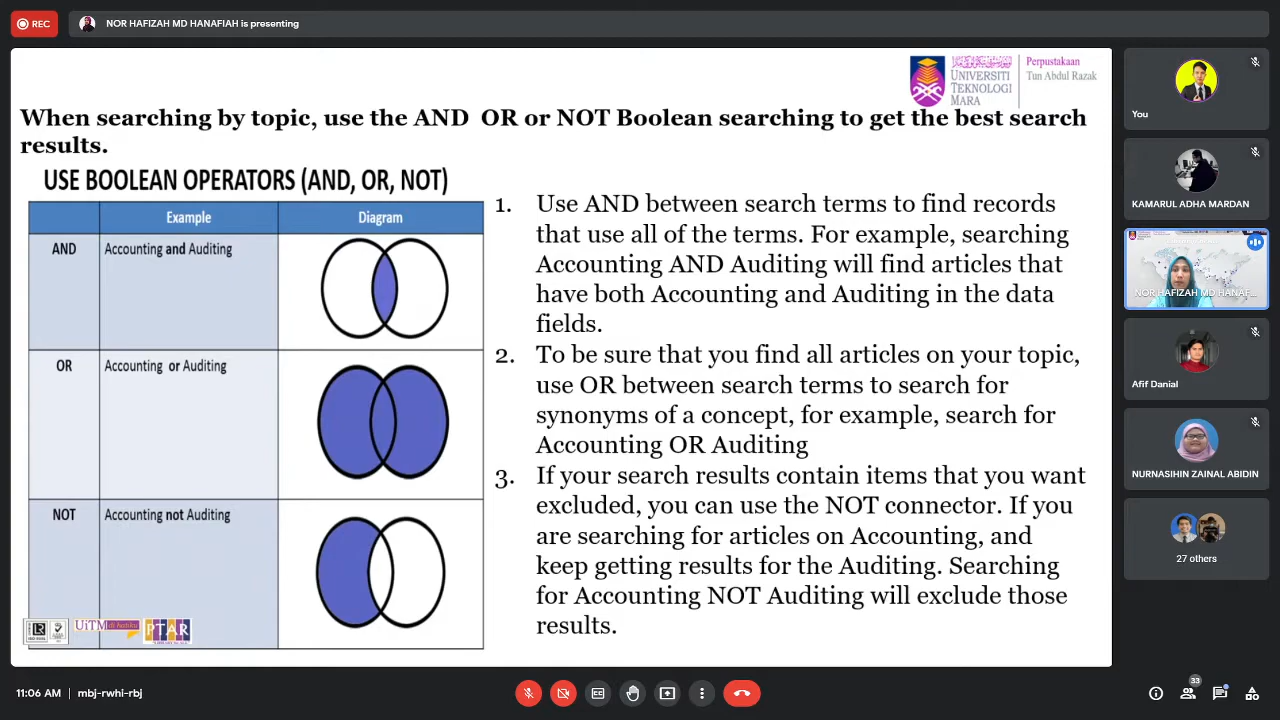 REC
NOR HAFIZAH MD HANAFIAH is presenting
UNIVERSITI
TEKNOLOGI
MARA
Perpustakaan
Tun Abdul Razak
When searching by topic, use the AND  OR or NOT Boolean searching to get the best search
results.
USE BOOLEAN OPERATORS (AND, OR, NOT)
Example
Diagram
AND
Accounting and Auditing
OR
Accounting or Auditing
NOT
Accounting not Auditing
UiTM di hatiku
PTAR
1. Use AND between search terms to find records
that use all of the terms. For example, searching
Accounting AND Auditing will find articles that
have both Accounting and Auditing in the data
fields.
2. To be sure that you find all articles on your topic,
use OR between search terms to search for
synonyms of a concept, for example, search for
Accounting OR Auditing
3. If your search results contain items that you want
excluded, you can use the NOT connector. If you
are searching for articles on Accounting, and
keep getting results for the Auditing. Searching
for Accounting NOT Auditing will exclude those
results.
You
KAMARUL ADHA MARDAN
NOR HAFIZAH MD HANAF...
Afif Danial
NURNASIHIN ZAINAL ABIDIN
27 others
11:06 AM | mbj-rwhi-rbj
33